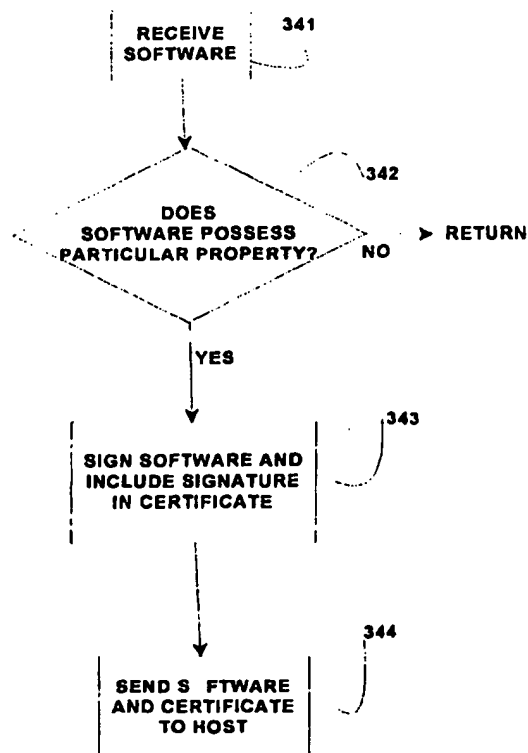 RECEIVE
SOFTWARE
341
342
DOES
SOFTWARE POSSESS
PARTICULAR PROPERTY?
NO
RETURN
YES
343
SIGN SOFTWARE AND
INCLUDE SIGNATURE
IN CERTIFICATE
344
SEND S FTWARE
AND CERTIFICATE
TO HOST